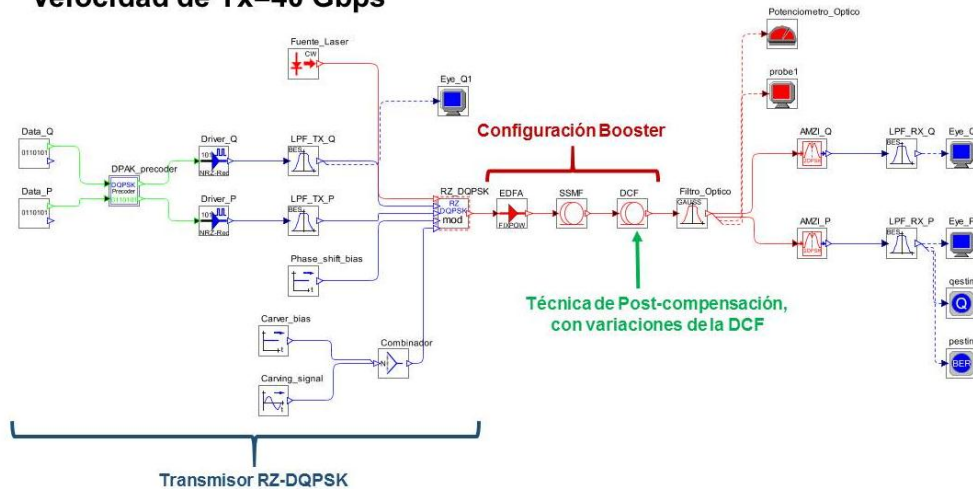 Velocidad de Tx=40 Gbps
Potenciometro_Optico
Fuente_Laser
CW
probe1
Eye_Q1
Configuración Booster
Data_Q
0110101
Driver_Q
NRZ-Rad
LPF_TX_Q
BES
AMZI_Q
LPF_RX_Q
BES
DPAK_precoder
DQPSK
Precoder
0110101
RZ_DQPSK
RZ
DQPSK
mod
EDFA
FIXPOW
SSMF
DCF
Filtro_Optico
GAUSS
Data_P
0110101
Driver_P
NRZ-Rad
LPF_TX_P
BES
AMZI_P
LPF_RX_P
BES
Phase_shift_bias
t
Técnica de Post-compensación,
con variaciones de la DCF
Q
Carver_bias
t
Combinador
N
BER
Carving_signal
t
Transmisor RZ-DQPSK